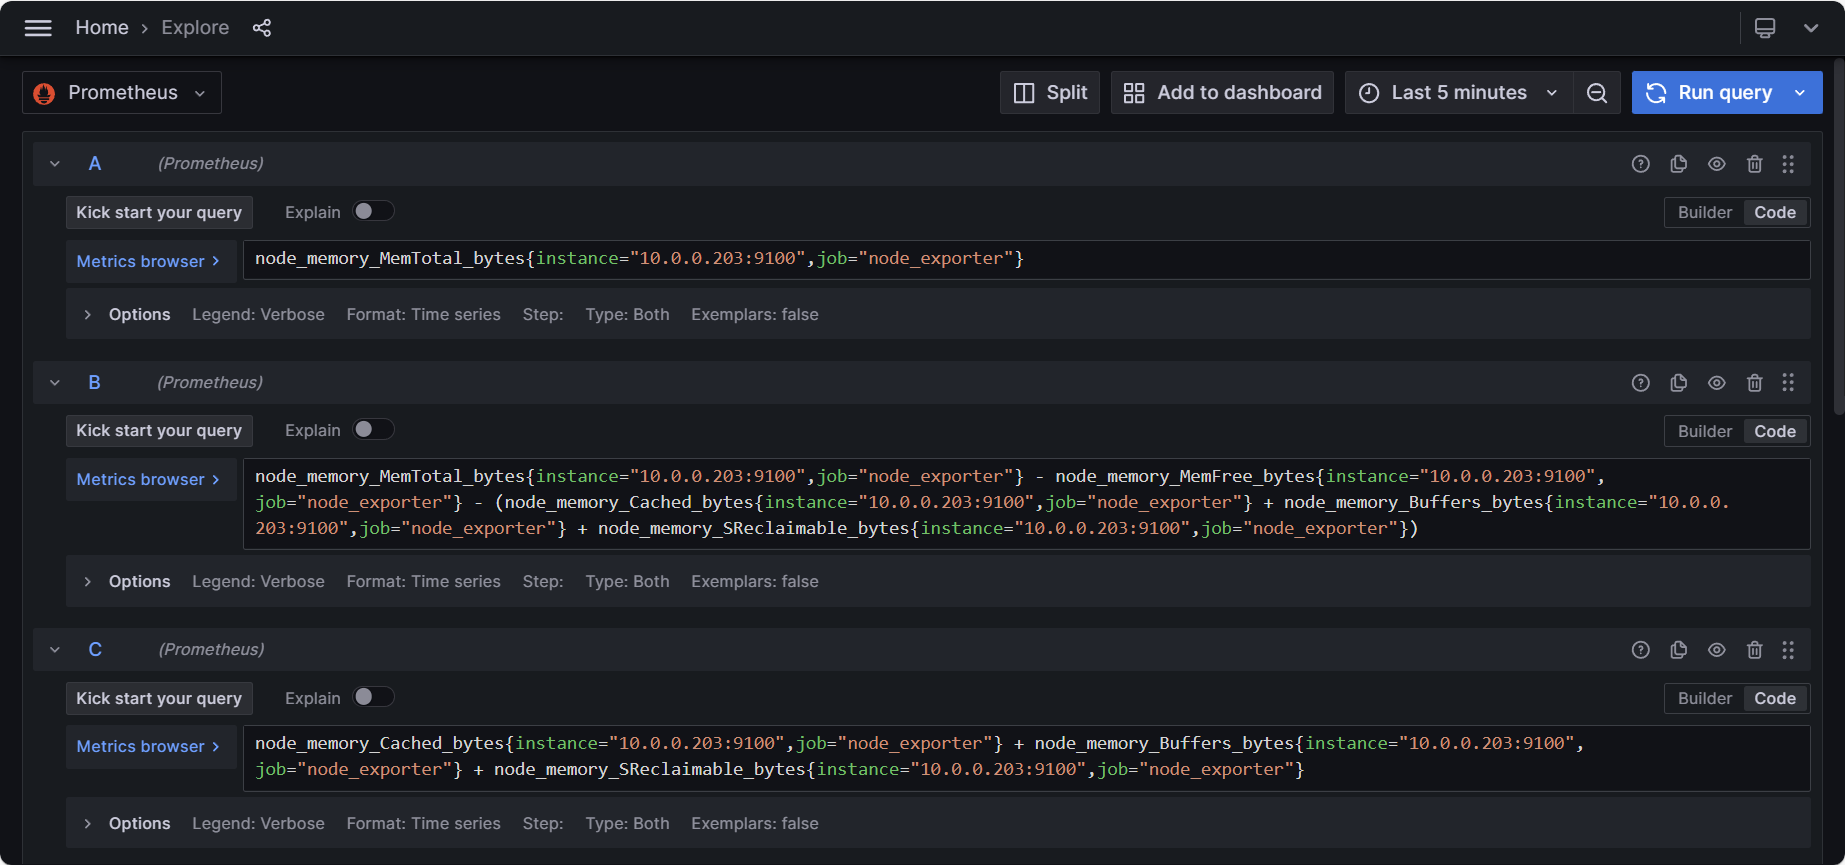 Home › Explore
Prometheus
Split
Add to dashboard
Last 5 minutes
Run query
A (Prometheus)
Kick start your query
Explain
Builder
Code
Metrics browser >
node_memory_MemTotal_bytes{instance="10.0.0.203:9100",job="node_exporter"}
Options Legend: Verbose Format: Time series Step: Type: Both Exemplars: false
B (Prometheus)
Kick start your query
Explain
Builder
Code
Metrics browser >
node_memory_MemTotal_bytes{instance="10.0.0.203:9100",job="node_exporter"} - node_memory_MemFree_bytes{instance="10.0.0.203:9100",
job="node_exporter"} - (node_memory_Cached_bytes{instance="10.0.0.203:9100",job="node_exporter"} + node_memory_Buffers_bytes{instance="10.0.0.
203:9100",job="node_exporter"} + node_memory_SReclaimable_bytes{instance="10.0.0.203:9100",job="node_exporter"})
Options Legend: Verbose Format: Time series Step: Type: Both Exemplars: false
C (Prometheus)
Kick start your query
Explain
Builder
Code
Metrics browser >
node_memory_Cached_bytes{instance="10.0.0.203:9100",job="node_exporter"} + node_memory_Buffers_bytes{instance="10.0.0.203:9100",
job="node_exporter"} + node_memory_SReclaimable_bytes{instance="10.0.0.203:9100",job="node_exporter"}
Options Legend: Verbose Format: Time series Step: Type: Both Exemplars: false